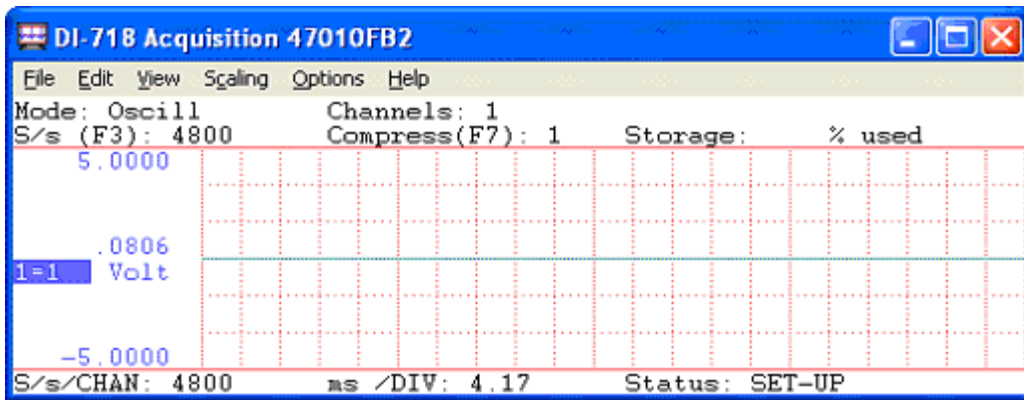 DI-718 Acquisition 47010FB2
File Edit View Scaling Options Help
Mode: Oscill Channels: 1
S/s (F3): 4800 Compress(F7): 1 Storage: % used
5.0000
.0806
1=1 Volt
-5.0000
S/s/CHAN: 4800 ms /DIV: 4.17 Status: SET-UP